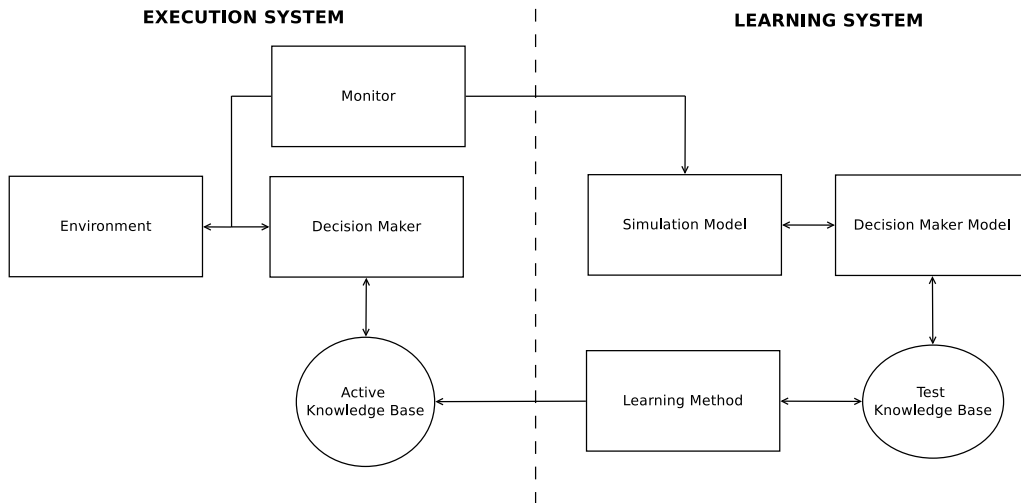 EXECUTION SYSTEM
LEARNING SYSTEM
Monitor
Environment
Decision Maker
Simulation Model
Decision Maker Model
Active
Knowledge Base
Learning Method
Test
Knowledge Base